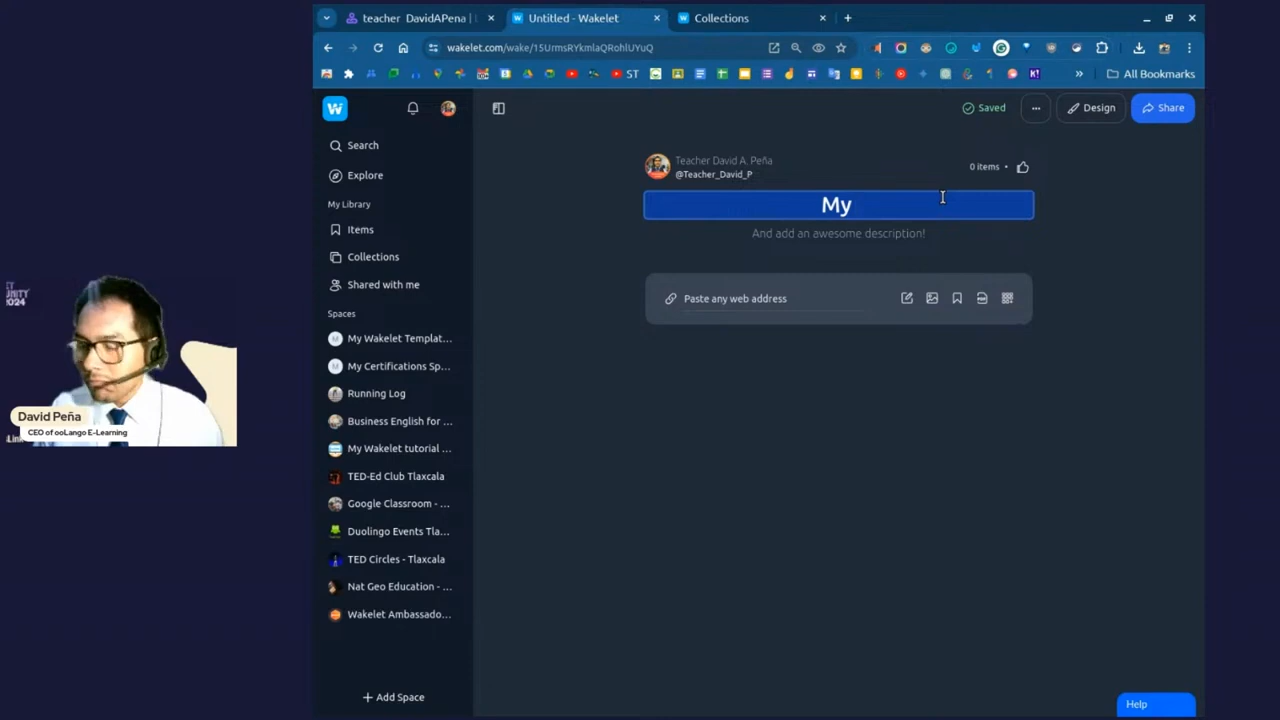 teacher DavidAPena |
Untitled - Wakelet
Collections
wakelet.com/wake/15UrmsRYkmlaQRohlUYuQ
ST
K!
All Bookmarks
W
Saved
Design
Share
Search
Explore
My Library
Items
Collections
Shared with me
Spaces
My Wakelet Templat...
My Certifications Sp...
Running Log
Business English for ...
My Wakelet tutorial ...
TED-Ed Club Tlaxcala
Google Classroom - ...
Duolingo Events Tla...
TED Circles - Tlaxcala
Nat Geo Education - ...
Wakelet Ambassado...
Add Space
Teacher David A. Peña
@Teacher_David_P
0 items
My
And add an awesome description!
Paste any web address
Help
2024
David Peña
CEO of ooLango E-Learning